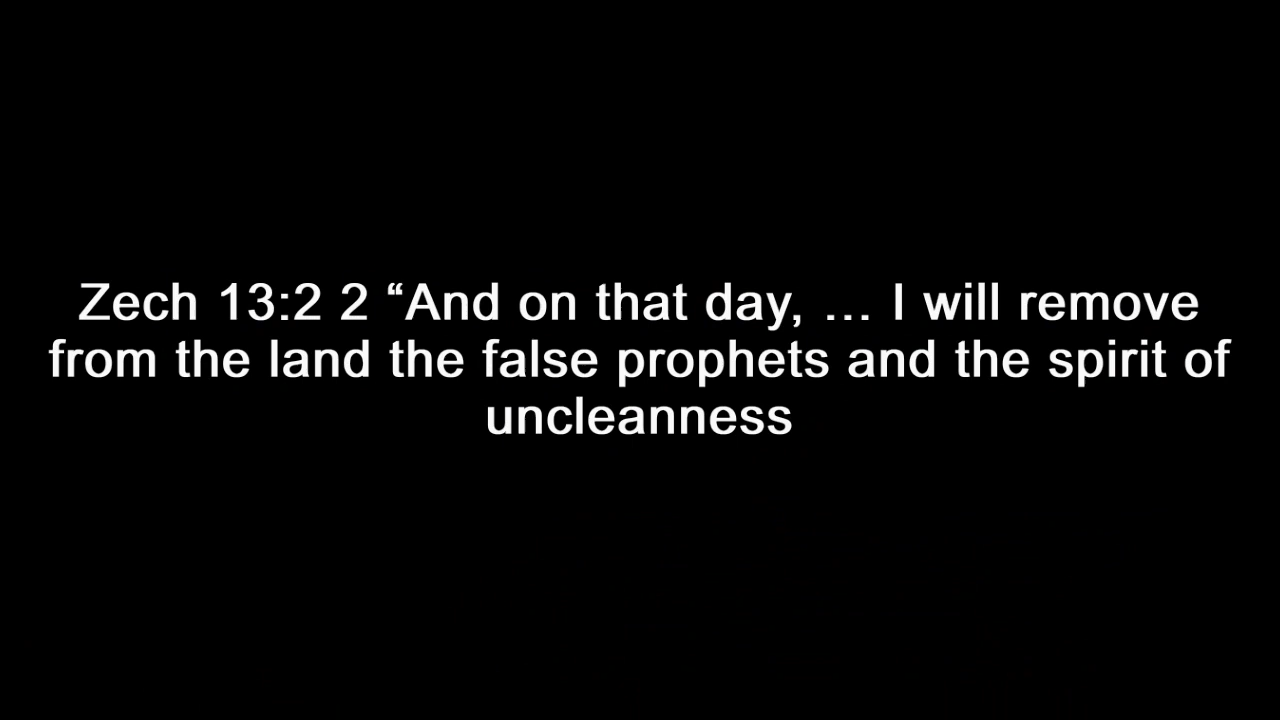 Zech 13:2 2 “And on that day, ... I will remove
from the land the false prophets and the spirit of
uncleanness